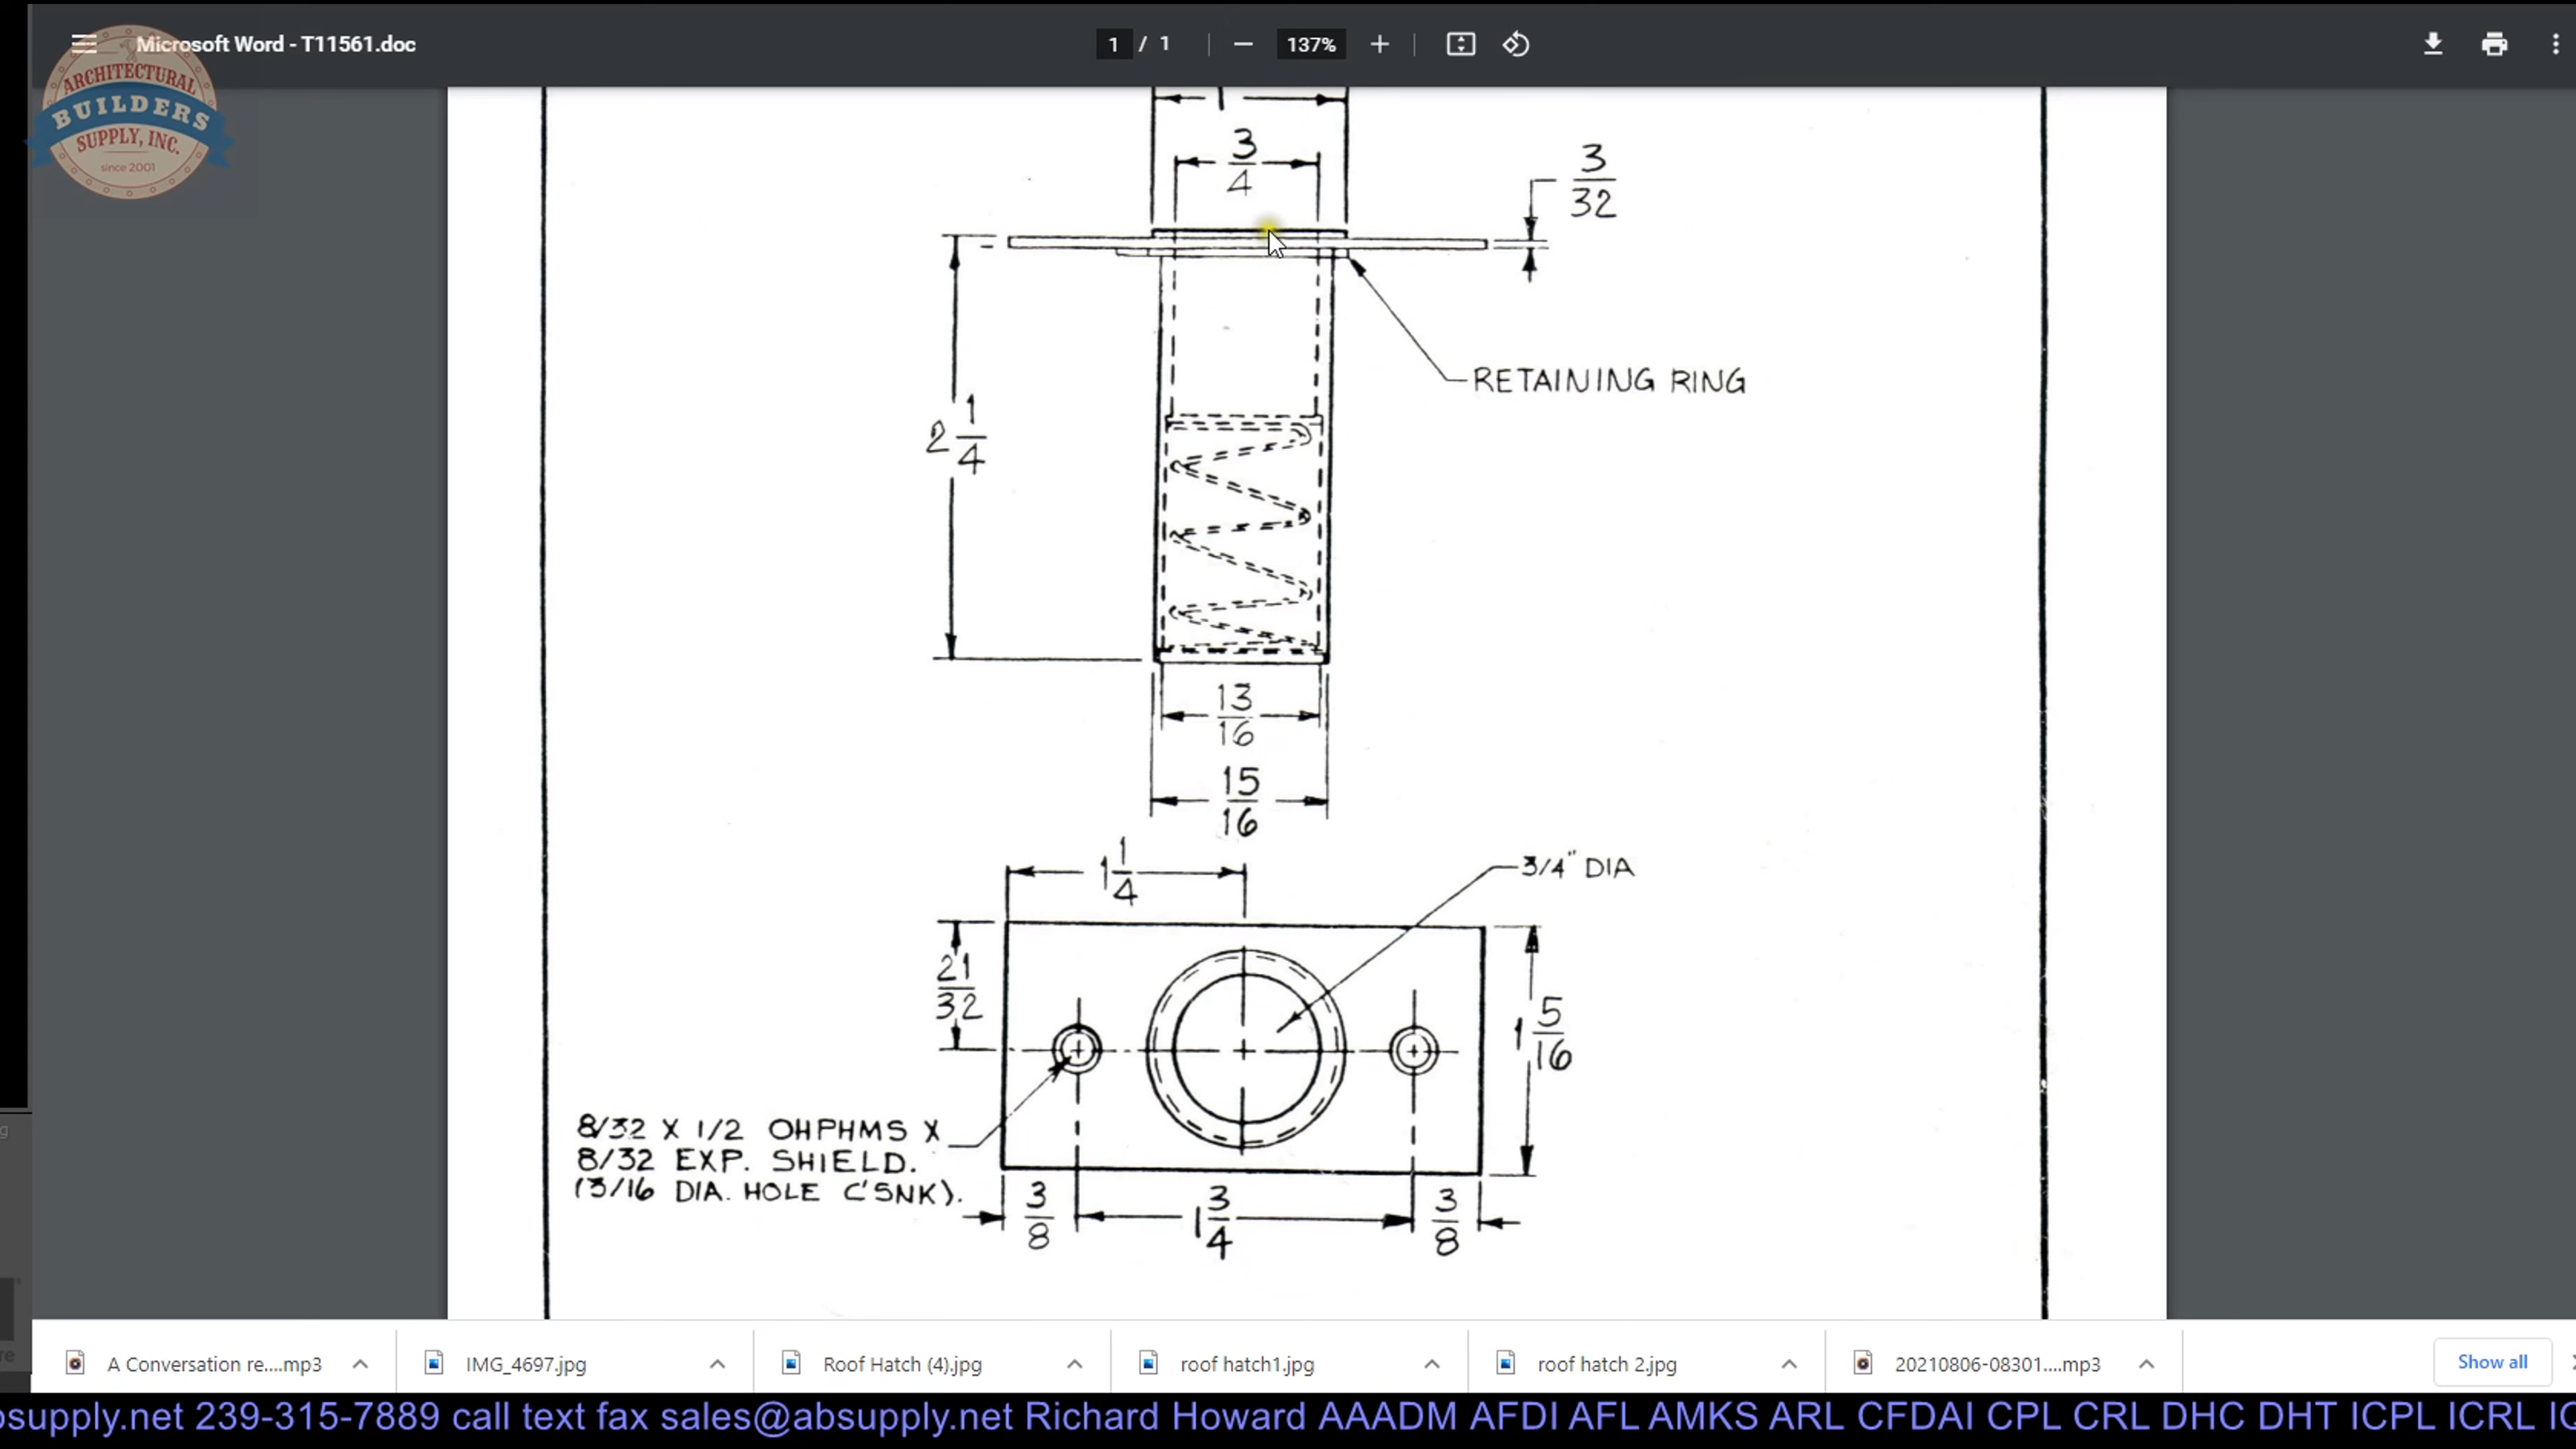 Microsoft Word - T11561.doc
1 / 1
137%
ARCHITECTURAL
BUILDERS
SUPPLY, INC.
since 2001
3/4
3/32
RETAINING RING
2 1/4
13/16
15/16
1 1/4
3/4" DIA
21/32
1 5/16
8/32 X 1/2 OHPHMS X
8/32 EXP. SHIELD.
(3/16 DIA. HOLE C'SNK).
3/8
1 3/4
3/8
A Conversation re....mp3
IMG_4697.jpg
Roof Hatch (4).jpg
roof hatch1.jpg
roof hatch 2.jpg
20210806-08301....mp3
Show all
osupply.net 239-315-7889 call text fax sales@absupply.net Richard Howard AAADM AFDI AFL AMKS ARL CFDAI CPL CRL DHC DHT ICPL ICRL